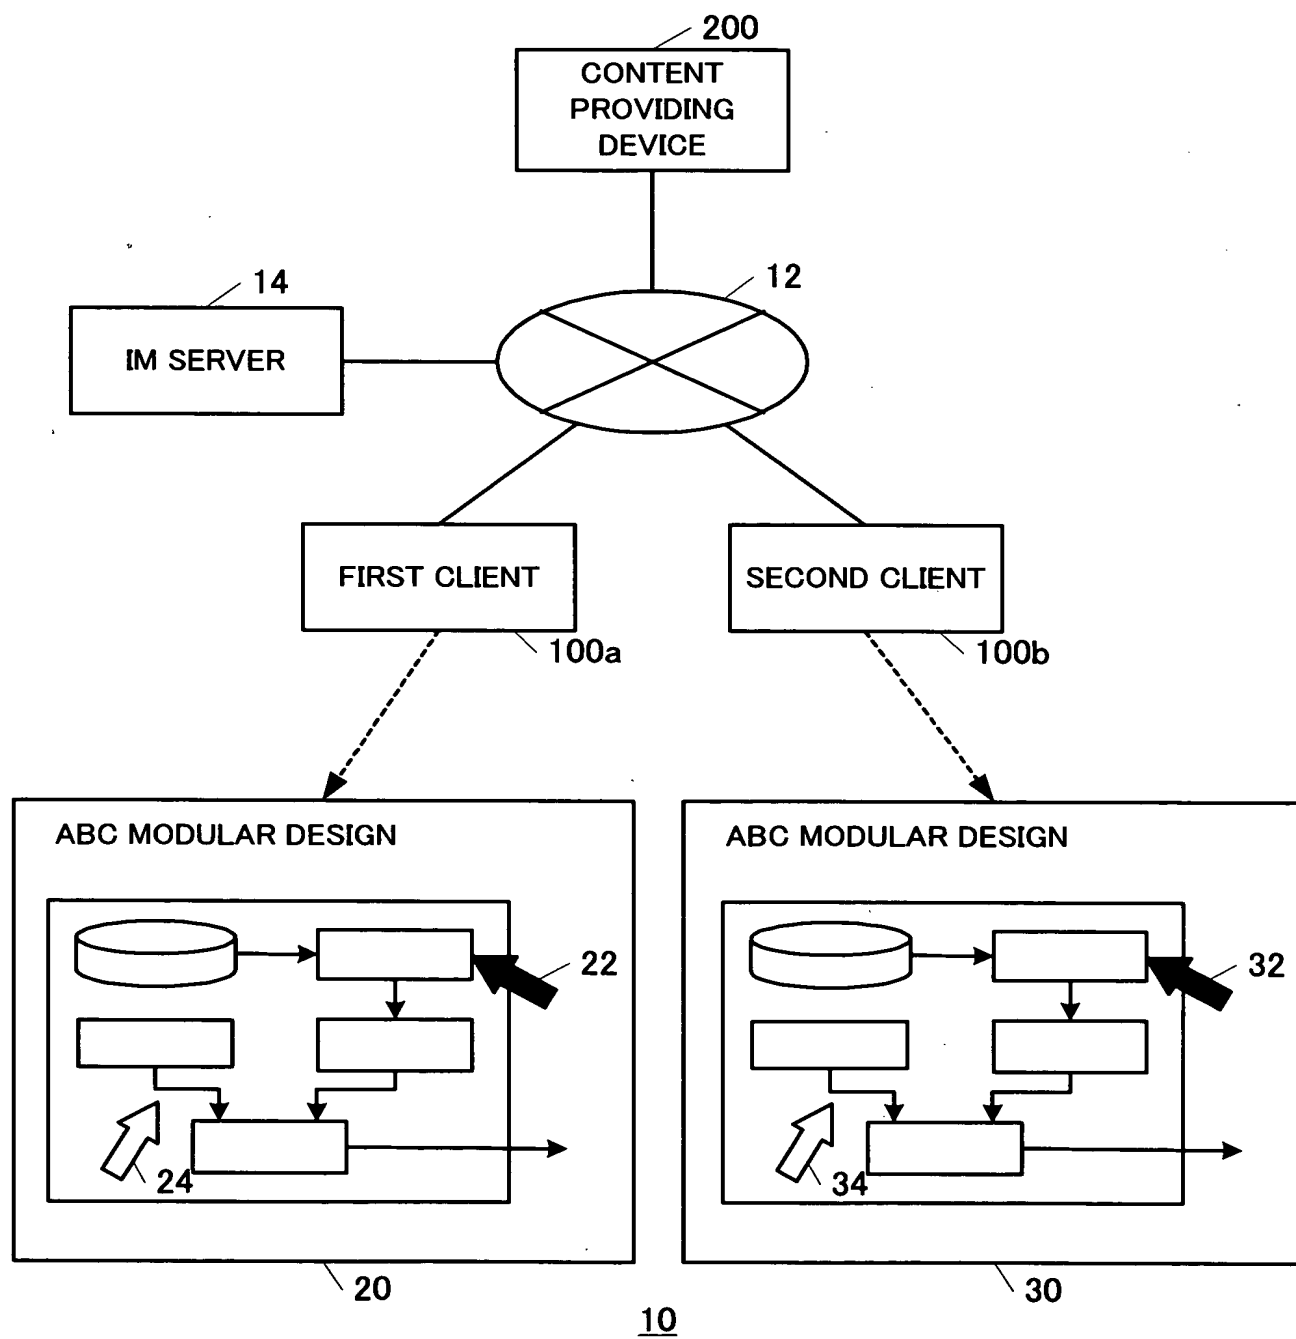 200
CONTENT
PROVIDING
DEVICE
12
14
IM SERVER
FIRST CLIENT
SECOND CLIENT
100a
100b
ABC MODULAR DESIGN
ABC MODULAR DESIGN
22
32
24
34
20
30
10